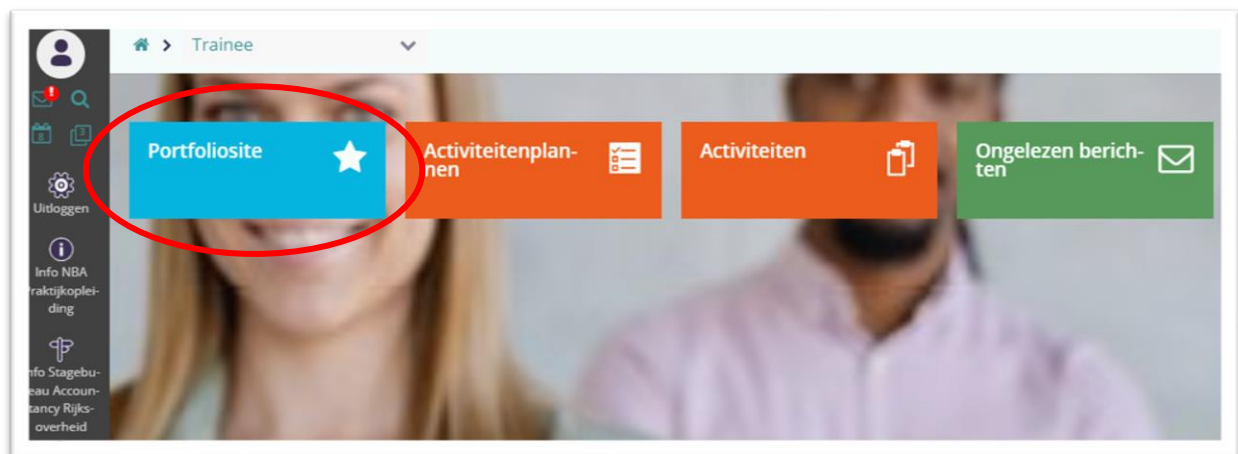 Trainee
Portfoliosite
Activiteitenplan-
nen
Activiteiten
Ongelezen berich-
ten
Uitloggen
Info NBA
raktijkoplei-
ding
nfo Stagebu-
eau Accoun-
tancy Rijks-
overheid